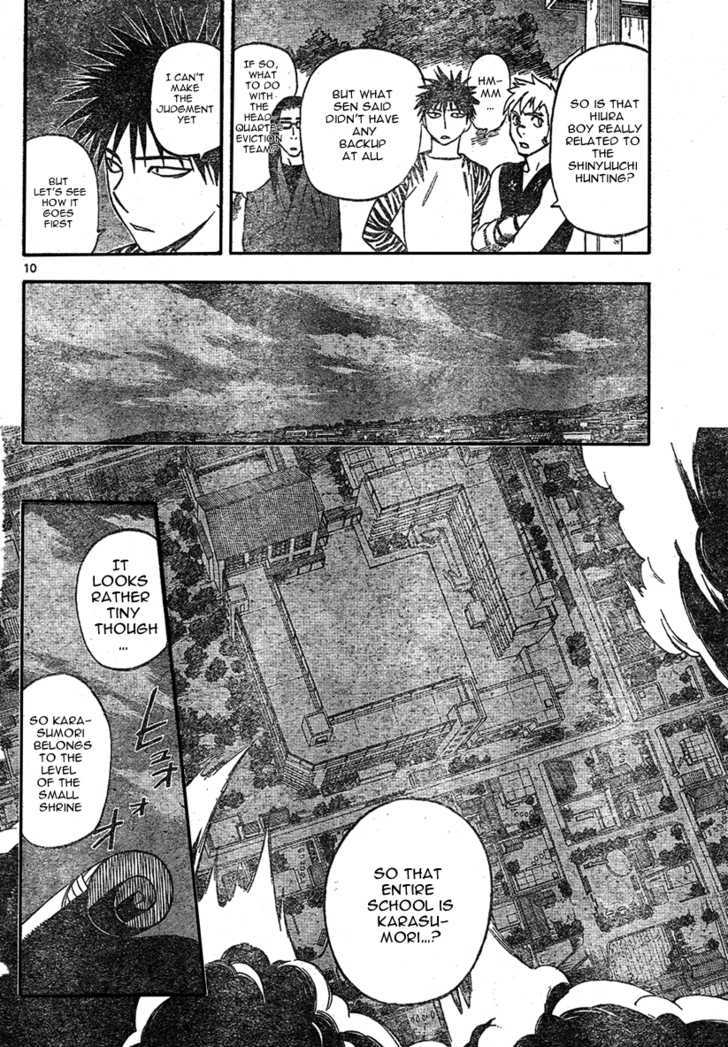 SO IS THAT
HIURA
BOY REALLY
RELATED TO
THE
SHINYUUCHI
HUNTING?
HM-
MM
...
BUT WHAT
SEN SAID
DIDN'T HAVE
ANY
BACKUP
AT ALL
IF SO,
WHAT
TO DO
WITH
THE
HEAD
QUARTER
EVICTION
TEAM?
I CAN'T
MAKE
THE
JUDGMENT
YET
BUT
LET'S SEE
HOW IT
GOES
FIRST
10
IT
LOOKS
RATHER
TINY
THOUGH
...
SO KARA-
SUMORI
BELONGS
TO THE
LEVEL
OF THE
SMALL
SHRINE
SO THAT
ENTIRE
SCHOOL IS
KARASU-
MORI...?